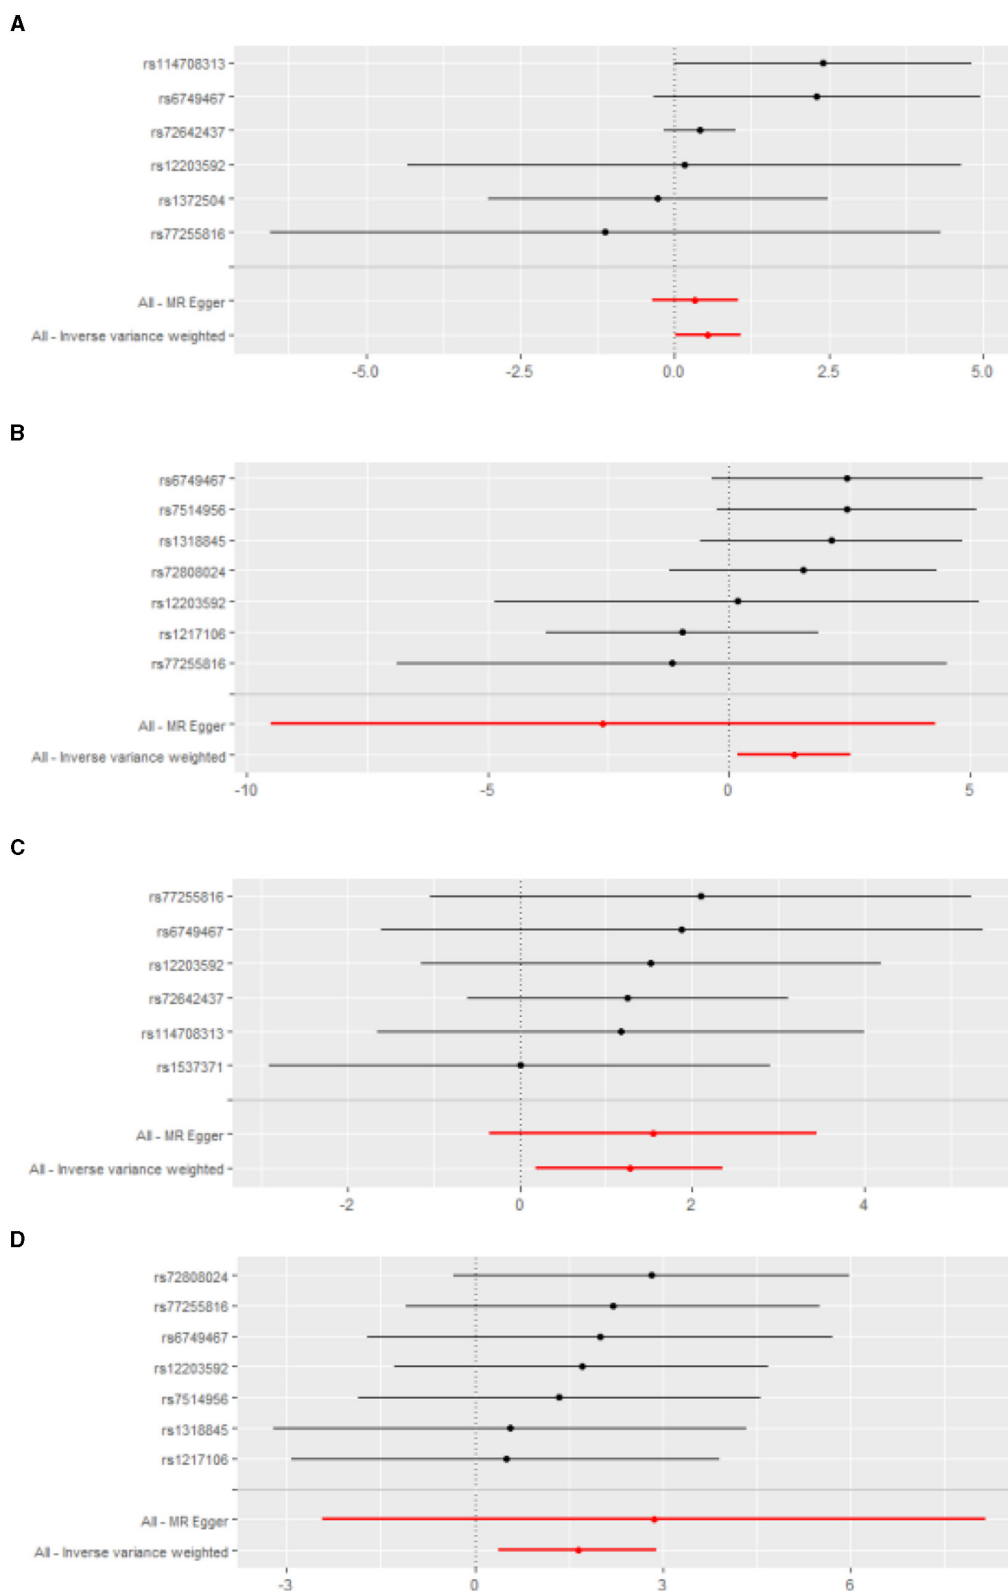 A
rs114708313
rs6749467
rs72642437
rs12203592
rs1372504
rs77255816
All - MR Egger
All - Inverse variance weighted
-5.0 -2.5 0.0 2.5 5.0
B
rs6749467
rs7514956
rs1318845
rs72808024
rs12203592
rs1217106
rs77255816
All - MR Egger
All - Inverse variance weighted
-10 -5 0 5
C
rs77255816
rs6749467
rs12203592
rs72642437
rs114708313
rs1537371
All - MR Egger
All - Inverse variance weighted
-2 0 2 4
D
rs72808024
rs77255816
rs6749467
rs12203592
rs7514956
rs1318845
rs1217106
All - MR Egger
All - Inverse variance weighted
-3 0 3 6